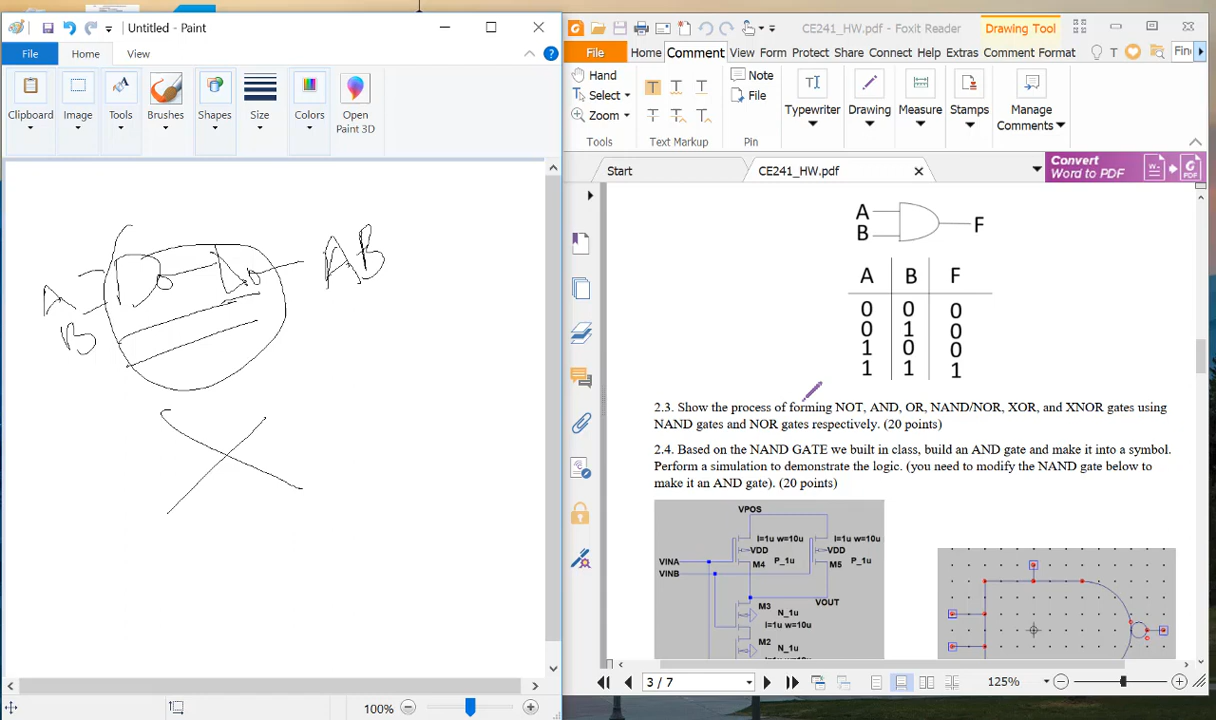 Untitled - Paint
File
Home
View
Clipboard
Image
Tools
Brushes
Shapes
Size
Colors
Open
Paint 3D
A
B
AB
100%
CE241_HW.pdf - Foxit Reader
Drawing Tool
File
Home
Comment
View
Form
Protect
Share
Connect
Help
Extras
Comment Format
Fin
Hand
Select
Zoom
Tools
T
Text Markup
Note
File
Pin
Typewriter
Drawing
Measure
Stamps
Manage
Comments
Start
CE241_HW.pdf
Convert
Word to PDF
A
B
F
A B F
0 0 0
0 1 0
1 0 0
1 1 1
2.3. Show the process of forming NOT, AND, OR, NAND/NOR, XOR, and XNOR gates using
NAND gates and NOR gates respectively. (20 points)
2.4. Based on the NAND GATE we built in class, build an AND gate and make it into a symbol.
Perform a simulation to demonstrate the logic. (you need to modify the NAND gate below to
make it an AND gate). (20 points)
VPOS
l=1u w=10u
VDD
P_1u
M4
l=1u w=10u
VDD
P_1u
M5
VINA
VINB
VOUT
M3
N_1u
l=1u w=10u
M2
N_1u
3 / 7
125%